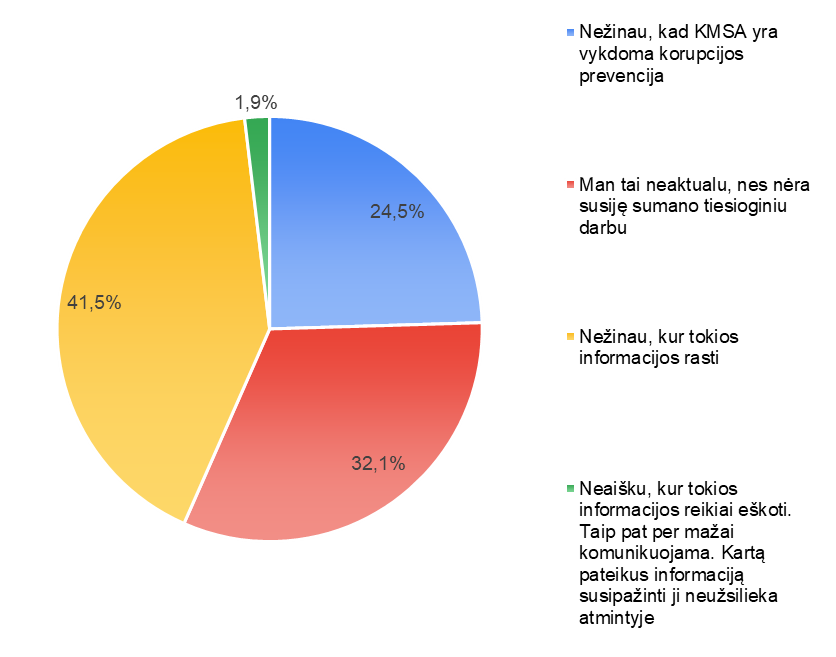 1,9%
24,5%
41,5%
32,1%
Nežinau, kad KMSA yra
vykdoma korupcijos
prevencija
Man tai neaktualu, nes nėra
susiję sumano tiesioginiu
darbu
Nežinau, kur tokios
informacijos rasti
Neaišku, kur tokios
informacijos reikiai eškoti.
Taip pat per mažai
komunikuojama. Kartą
pateikus informaciją
susipažinti ji neužsilieka
atmintyje